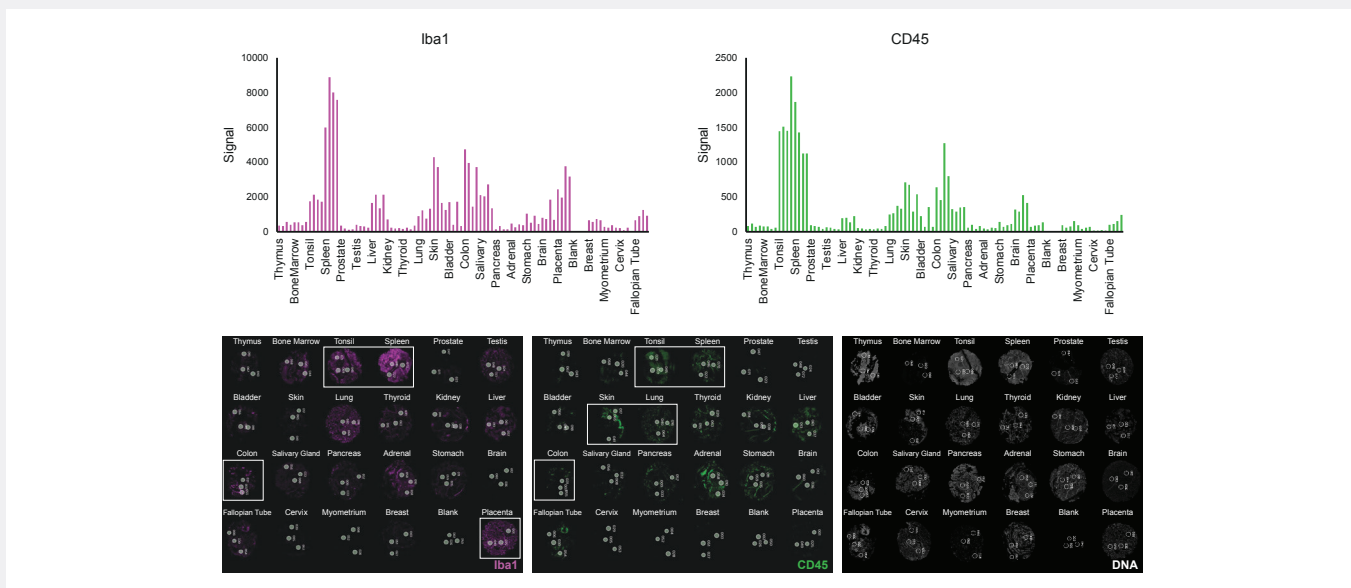 Iba1
10000
8000
6000
4000
2000
0
Signal
Thymus
BoneMarrow
Tonsil
Spleen
Prostate
Testis
Liver
Kidney
Thyroid
Lung
Skin
Bladder
Colon
Salivary
Pancreas
Adrenal
Stomach
Brain
Placenta
Blank
Breast
Myometrium
Cervix
Fallopian Tube
CD45
2500
2000
1500
1000
500
0
Signal
Thymus
BoneMarrow
Tonsil
Spleen
Prostate
Testis
Liver
Kidney
Thyroid
Lung
Skin
Bladder
Colon
Salivary
Pancreas
Adrenal
Stomach
Brain
Placenta
Blank
Breast
Myometrium
Cervix
Fallopian Tube
Thymus Bone Marrow Tonsil Spleen Prostate Testis
Bladder Skin Lung Thyroid Kidney Liver
Colon Salivary Gland Pancreas Adrenal Stomach Brain
Fallopian Tube Cervix Myometrium Breast Blank Placenta
Iba1
Thymus Bone Marrow Tonsil Spleen Prostate Testis
Bladder Skin Lung Thyroid Kidney Liver
Colon Salivary Gland Pancreas Adrenal Stomach Brain
Fallopian Tube Cervix Myometrium Breast Blank Placenta
CD45
Thymus Bone Marrow Tonsil Spleen Prostate Testis
Bladder Skin Lung Thyroid Kidney Liver
Colon Salivary Gland Pancreas Adrenal Stomach Brain
Fallopian Tube Cervix Myometrium Breast Blank Placenta
DNA